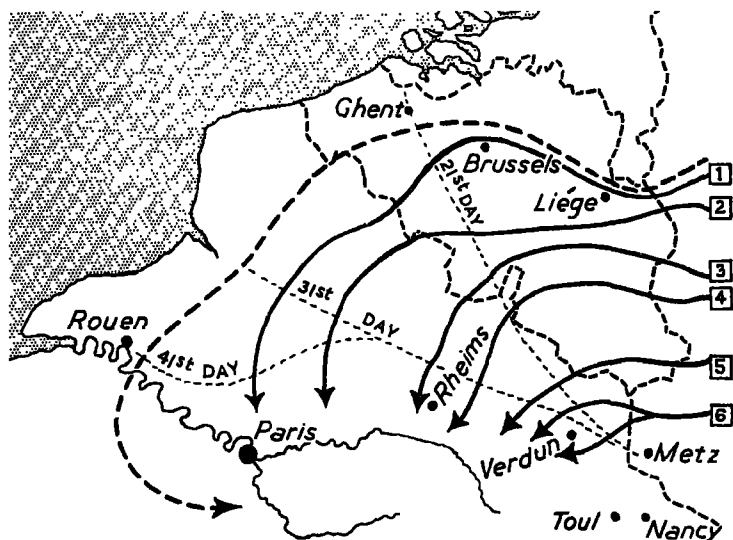 Ghent
Brussels
21st DAY
1
Liége
2
3
31st DAY
4
Rouen
41st DAY
Rheims
5
6
Paris
Verdun
Metz
Toul
Nancy